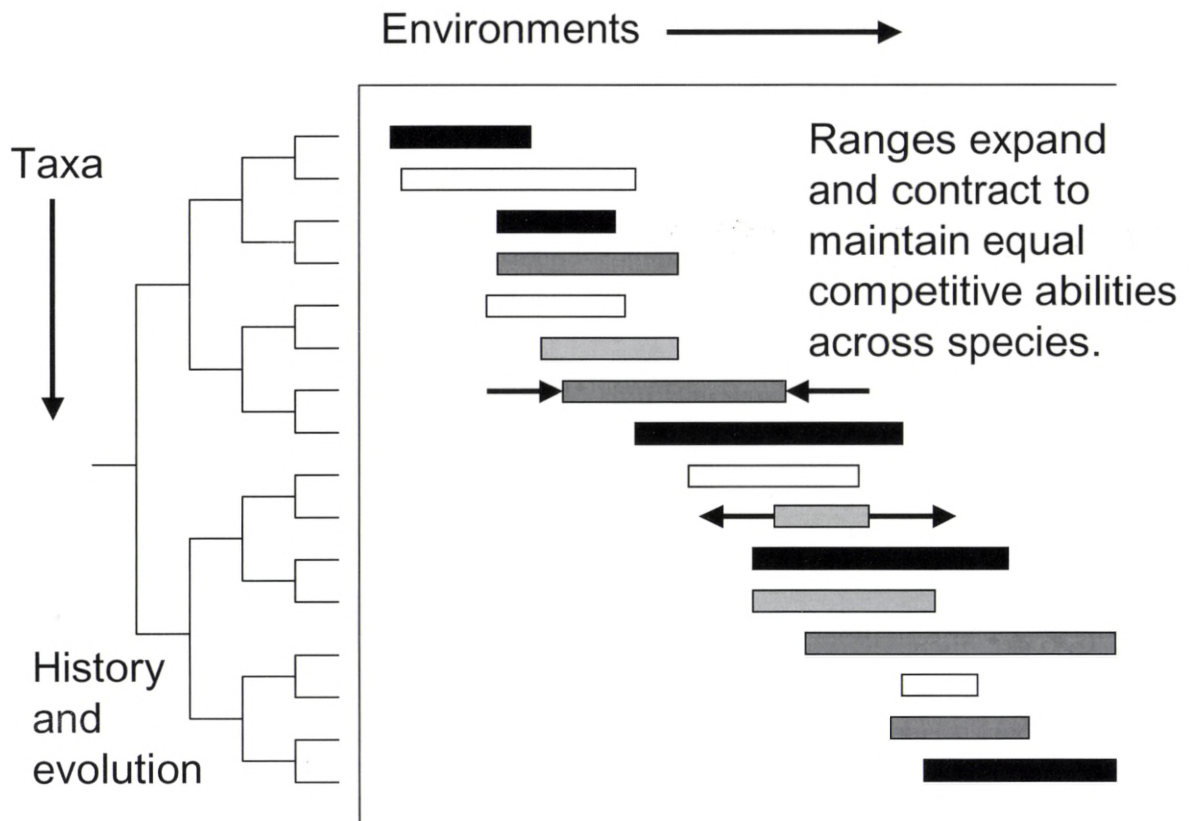 Environments
Taxa
Ranges expand
and contract to
maintain equal
competitive abilities
across species.
History
and
evolution